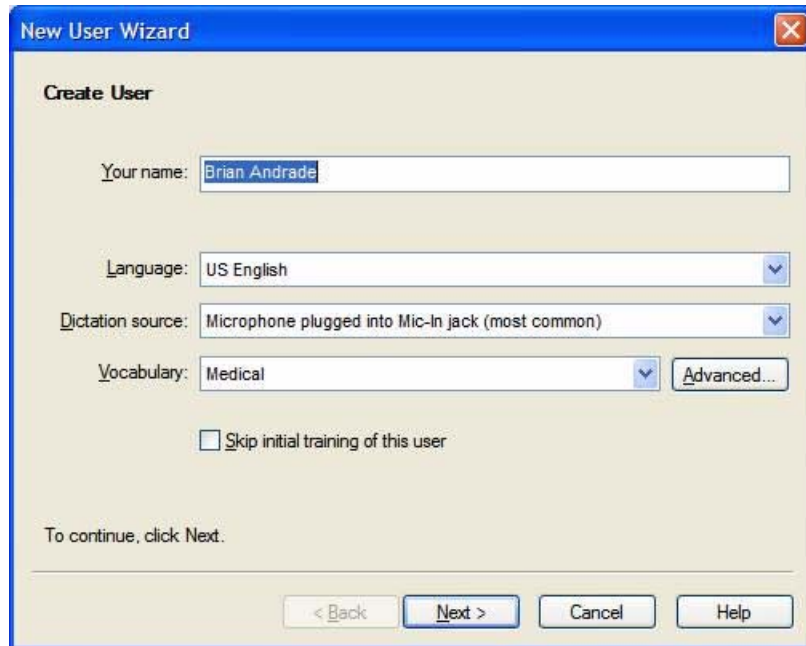 New User Wizard
Create User
Your name: Brian Andrade
Language: US English
Dictation source: Microphone plugged into Mic-In jack (most common)
Vocabulary: Medical Advanced...
Skip initial training of this user
To continue, click Next.
< Back Next > Cancel Help